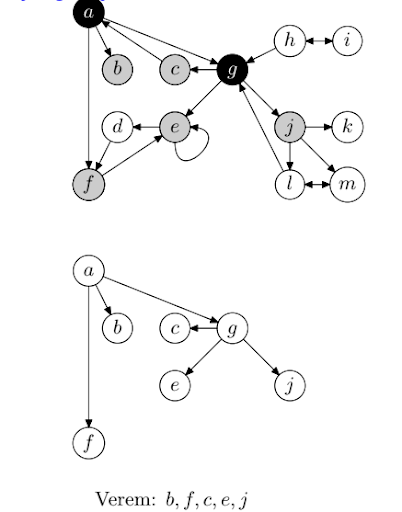 a
h i
b c g
d e j k
f l m
a
b c g
e j
f
Verem: b, f, c, e, j